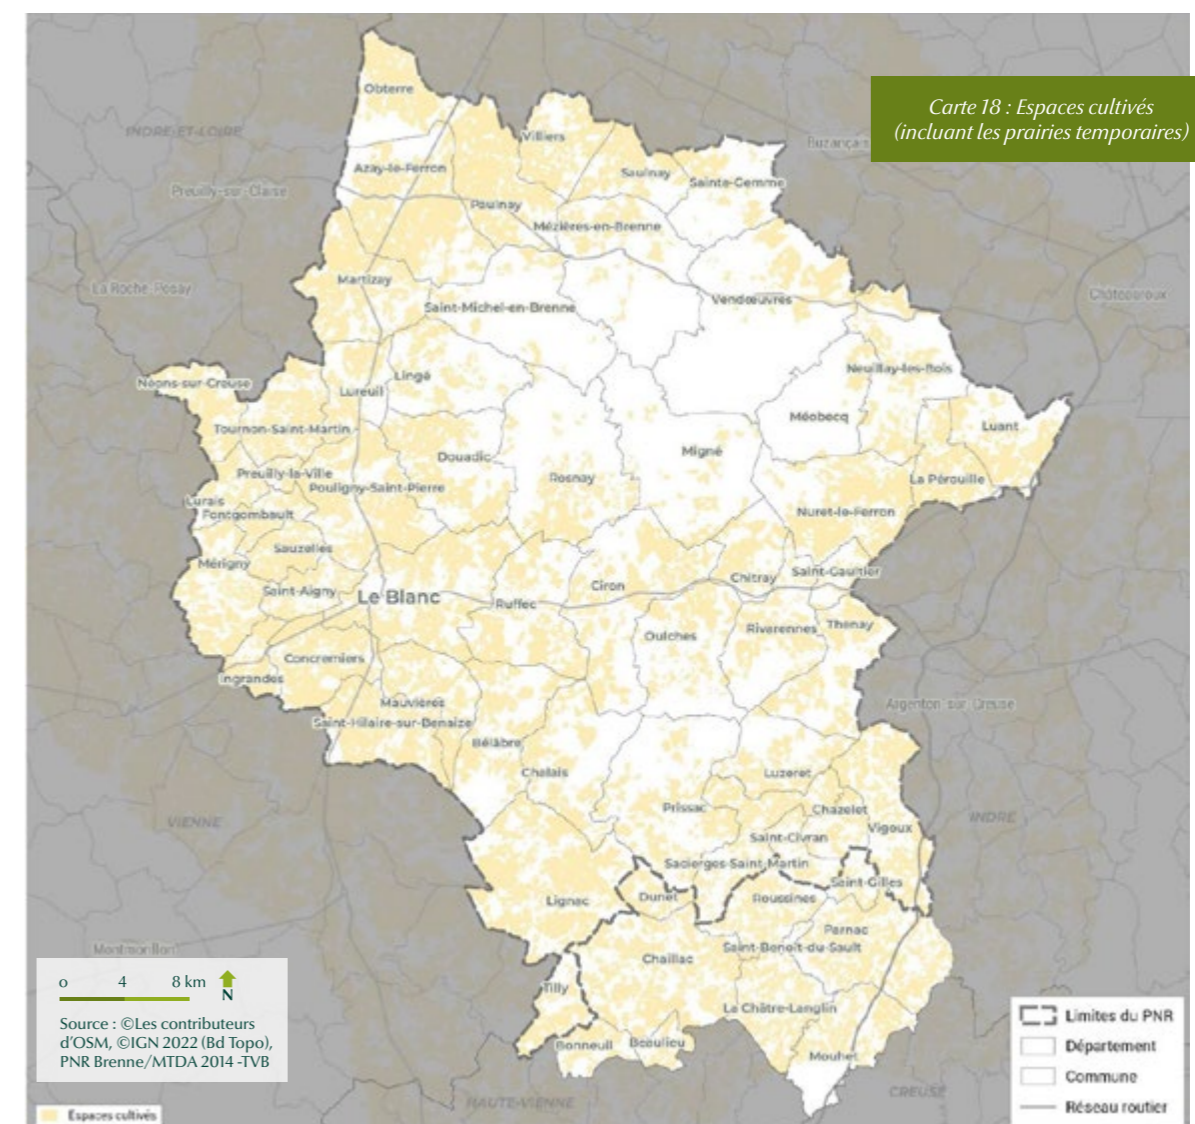 Carte 18 : Espaces cultivés
(incluant les prairies temporaires)
Obterre
INDRE-ET-LOIRE
Villiers
Buzançais
Azay-le-Ferron
Saulnay
Sainte-Gemme
Preuilly-sur-Claise
Paulnay
Mézières-en-Brenne
Martizay
La Roche-Posay
Châteauroux
Saint-Michel-en-Brenne
Vendœuvres
Néons-sur-Creuse
Lingé
Lureuil
Neuillay-les-Bois
Tournon-Saint-Martin
Méobecq
Luant
Douadic
Migné
Preuilly-la-Ville
Rosnay
La Pérouille
Pouligny-Saint-Pierre
Lurais
Fontgombault
Nuret-le-Ferron
Sauzelles
Mérigny
Saint-Gaultier
Chitray
Ciron
Saint-Aigny
Le Blanc
Ruffec
Oulches
Rivarennes
Thenay
Concremiers
Ingrandes
Mauvières
Argenton-sur-Creuse
Saint-Hilaire-sur-Benaize
Bélâbre
Chalais
Luzeret
Prissac
Chazelet
VIENNE
INDRE
Saint-Civran
Vigoux
Sacierges-Saint-Martin
Saint-Gilles
Lignac
Dunet
Roussines
Parnac
Montmorillon
Saint-Benoît-du-Sault
Chaillac
Tilly
La Châtre-Langlin
Bonneuil
Beaulieu
Mouhet
CREUSE
HAUTE-VIENNE
0 4 8 km
N
Source : ©Les contributeurs
d'OSM, ©IGN 2022 (Bd Topo),
PNR Brenne/MTDA 2014 -TVB
Espaces cultivés
Limites du PNR
Département
Commune
Réseau routier